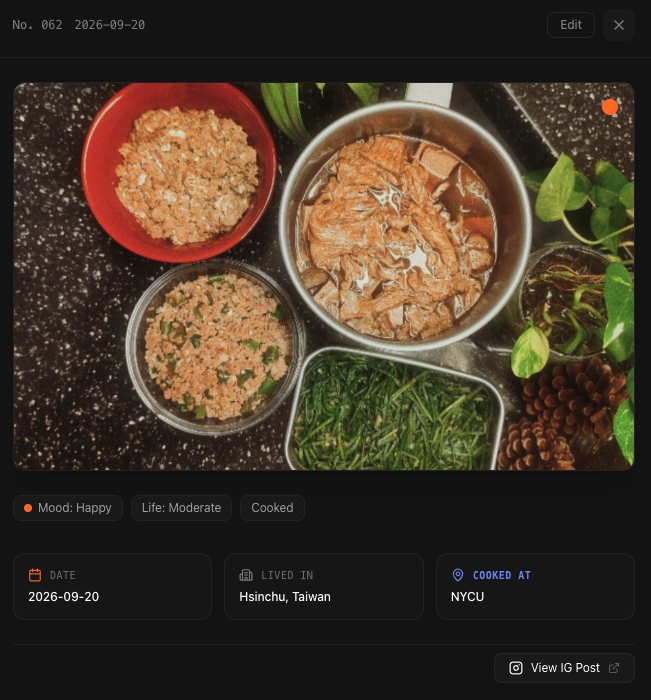 No. 062 2026-09-20
Edit
Mood: Happy
Life: Moderate
Cooked
DATE
2026-09-20
LIVED IN
Hsinchu, Taiwan
COOKED AT
NYCU
View IG Post